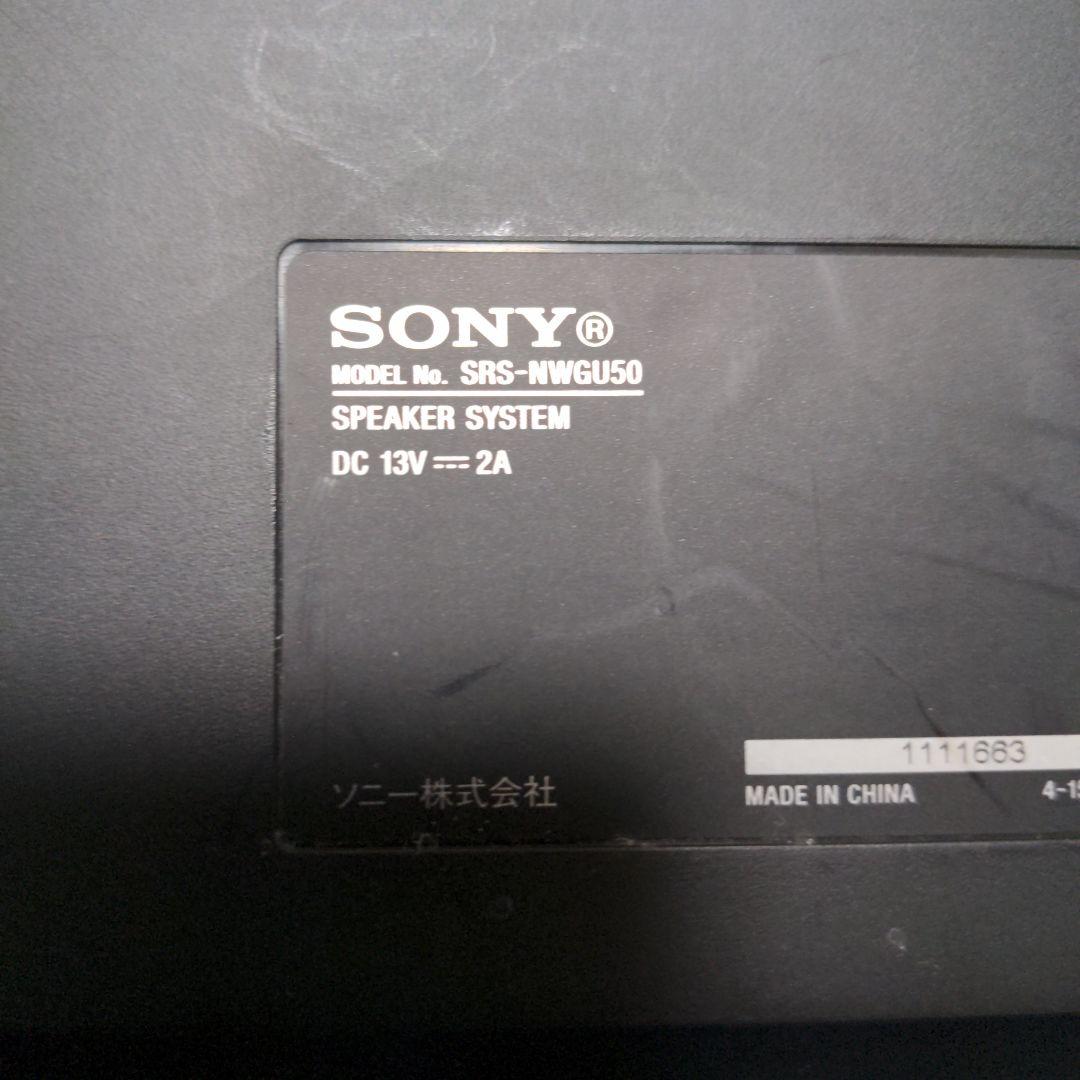 SONY®
MODEL No. SRS-NWGU50
SPEAKER SYSTEM
DC 13V ⎓ 2A
1111663
ソニー株式会社
MADE IN CHINA